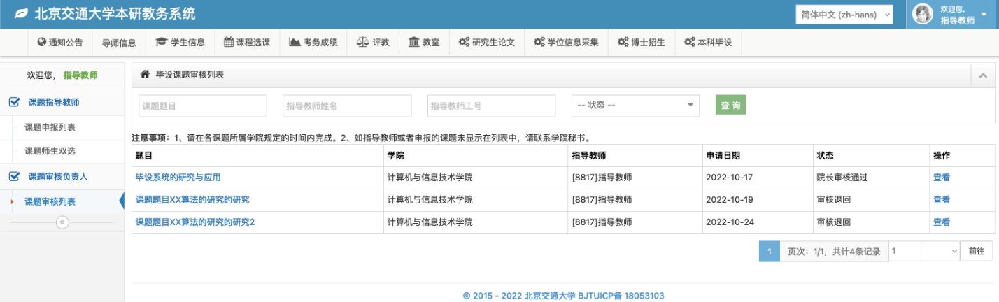 北京交通大学本研教务系统
简体中文 (zh-hans)
欢迎您,
指导教师
通知公告 导师信息 学生信息 课程选课 考务成绩 评教 教室 研究生论文 学位信息采集 博士招生 本科毕设
欢迎您, 指导教师
课题指导教师
课题申报列表
课题师生双选
课题审核负责人
课题审核列表
毕设课题审核列表
课题题目 指导教师姓名 指导教师工号 -- 状态 -- 查 询
注意事项：1、请在各课题所属学院规定的时间内完成。2、如指导教师或者申报的课题未显示在列表中，请联系学院秘书。
题目 学院 指导教师 申请日期 状态 操作
毕设系统的研究与应用 计算机与信息技术学院 [8817]指导教师 2022-10-17 院长审核通过 查看
课题题目XX算法的研究的研究 计算机与信息技术学院 [8817]指导教师 2022-10-19 审核退回 查看
课题题目XX算法的研究的研究2 计算机与信息技术学院 [8817]指导教师 2022-10-24 审核退回 查看
1 页次：1/1，共计4条记录 1 前往
© 2015 - 2022 北京交通大学 BJTUICP备 18053103